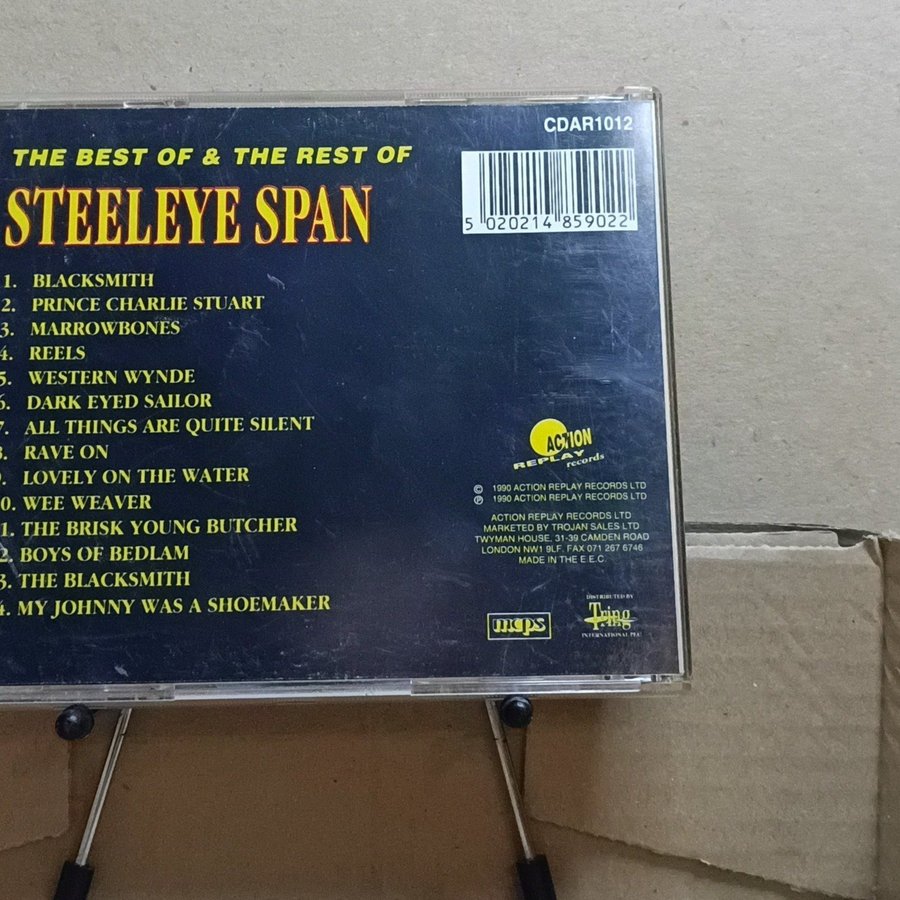 CDAR1012
THE BEST OF & THE REST OF
STEELEYE SPAN
5 020214 859022
1. BLACKSMITH
2. PRINCE CHARLIE STUART
3. MARROWBONES
4. REELS
5. WESTERN WYNDE
6. DARK EYED SAILOR
7. ALL THINGS ARE QUITE SILENT
8. RAVE ON
9. LOVELY ON THE WATER
0. WEE WEAVER
1. THE BRISK YOUNG BUTCHER
2. BOYS OF BEDLAM
3. THE BLACKSMITH
4. MY JOHNNY WAS A SHOEMAKER
ACTION
REPLAY
records
© 1990 ACTION REPLAY RECORDS LTD
℗ 1990 ACTION REPLAY RECORDS LTD
ACTION REPLAY RECORDS LTD
MARKETED BY TROJAN SALES LTD
TWYMAN HOUSE, 31-39 CAMDEN ROAD
LONDON NW1 9LF, FAX 071 267 6746
MADE IN THE E.E.C.
mcps
DISTRIBUTED BY
Tring
INTERNATIONAL PLC